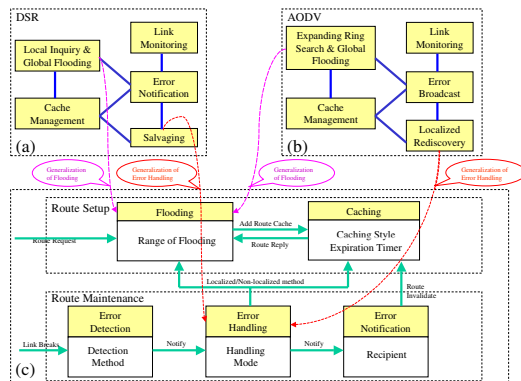 DSR
Local Inquiry &
Global Flooding
Link
Monitoring
Error
Notification
Cache
Management
Salvaging
(a)
AODV
Expanding Ring
Search & Global
Flooding
Link
Monitoring
Error
Broadcast
Cache
Management
Localized
Rediscovery
(b)
Generalization
of Flooding
Generalization of
Error Handling
Generalization
of Flooding
Generalization of
Error Handling
Route Setup
Flooding
Range of Flooding
Caching
Caching Style
Expiration Timer
Add Route Cache
Route Reply
Route Request
Localized/Non-localized method
Route
Invalidate
Route Maintenance
Error
Detection
Detection
Method
Error
Handling
Handling
Mode
Error
Notification
Recipient
Link Breaks
Notify
Notify
(c)